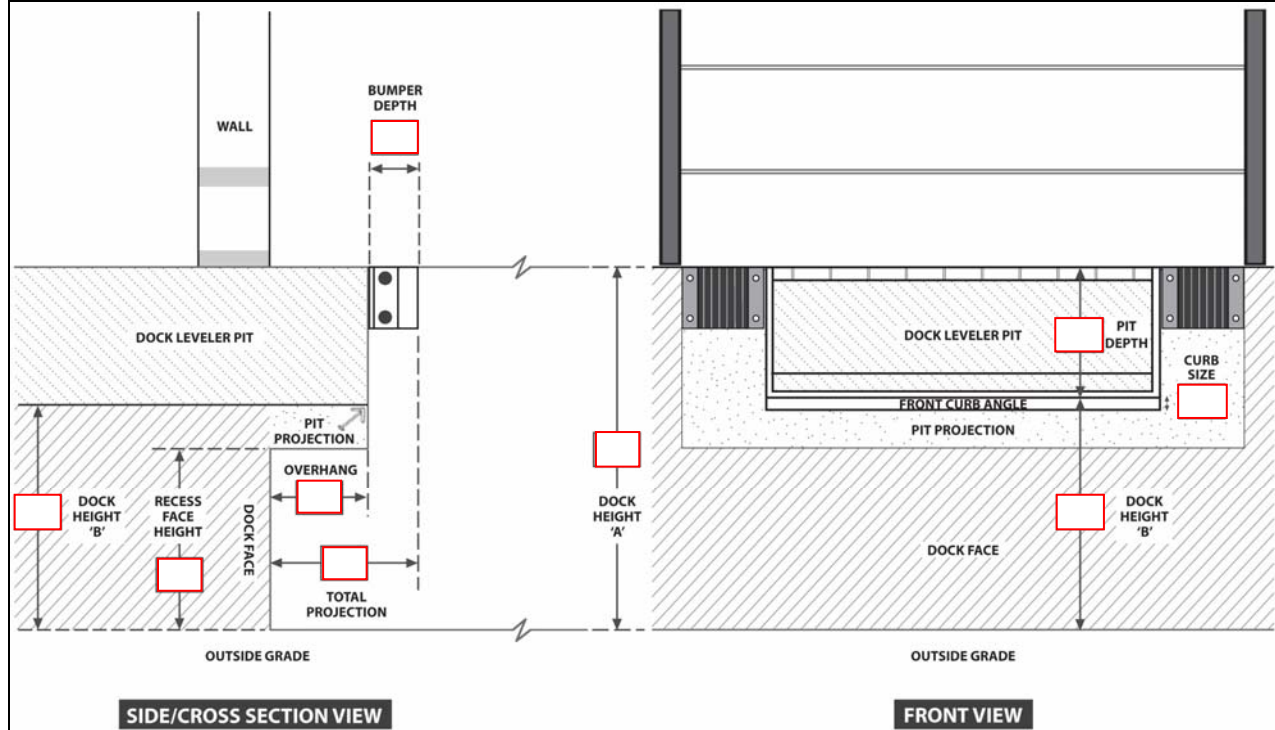 BUMPER
DEPTH
WALL
DOCK LEVELER PIT
PIT
PROJECTION
OVERHANG
DOCK
HEIGHT
‘B’
RECESS
FACE
HEIGHT
DOCK FACE
TOTAL
PROJECTION
OUTSIDE GRADE
SIDE/CROSS SECTION VIEW
DOCK
HEIGHT
‘A’
DOCK LEVELER PIT
PIT
DEPTH
CURB
SIZE
FRONT CURB ANGLE
PIT PROJECTION
DOCK
HEIGHT
‘B’
DOCK FACE
OUTSIDE GRADE
FRONT VIEW